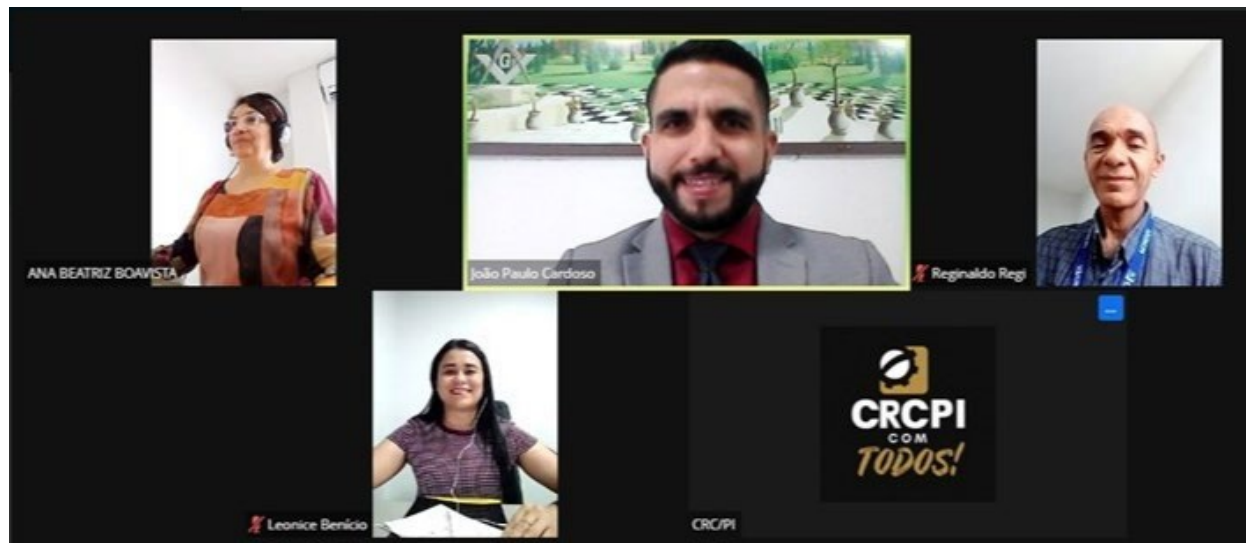 G
ANA BEATRIZ BOAVISTA
João Paulo Cardoso
Reginaldo Regi
CRCPI
COM
TODOS!
Leonice Benício
CRC/PI